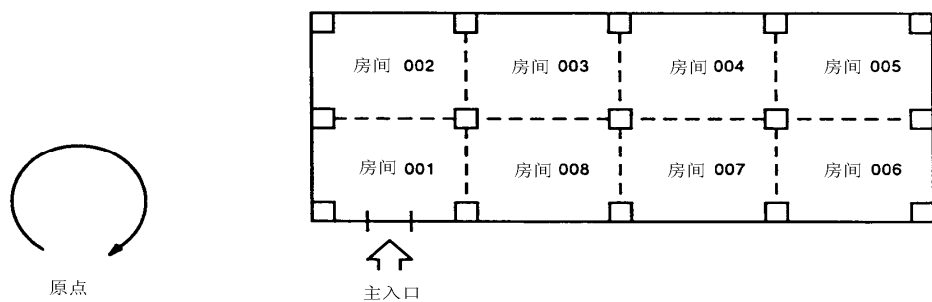 房间 002
房间 003
房间 004
房间 005
房间 001
房间 008
房间 007
房间 006
原点
主入口